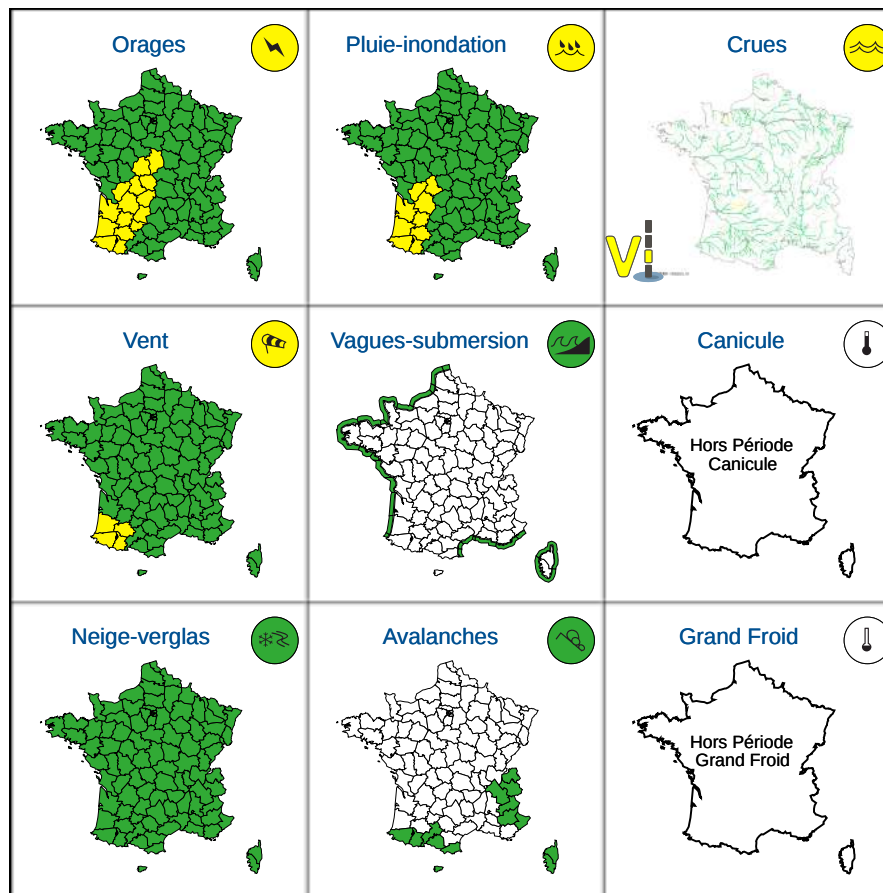 Orages
Pluie-inondation
Crues
Vent
Vagues-submersion
Canicule
Hors Période
Canicule
Neige-verglas
Avalanches
Grand Froid
Hors Période
Grand Froid